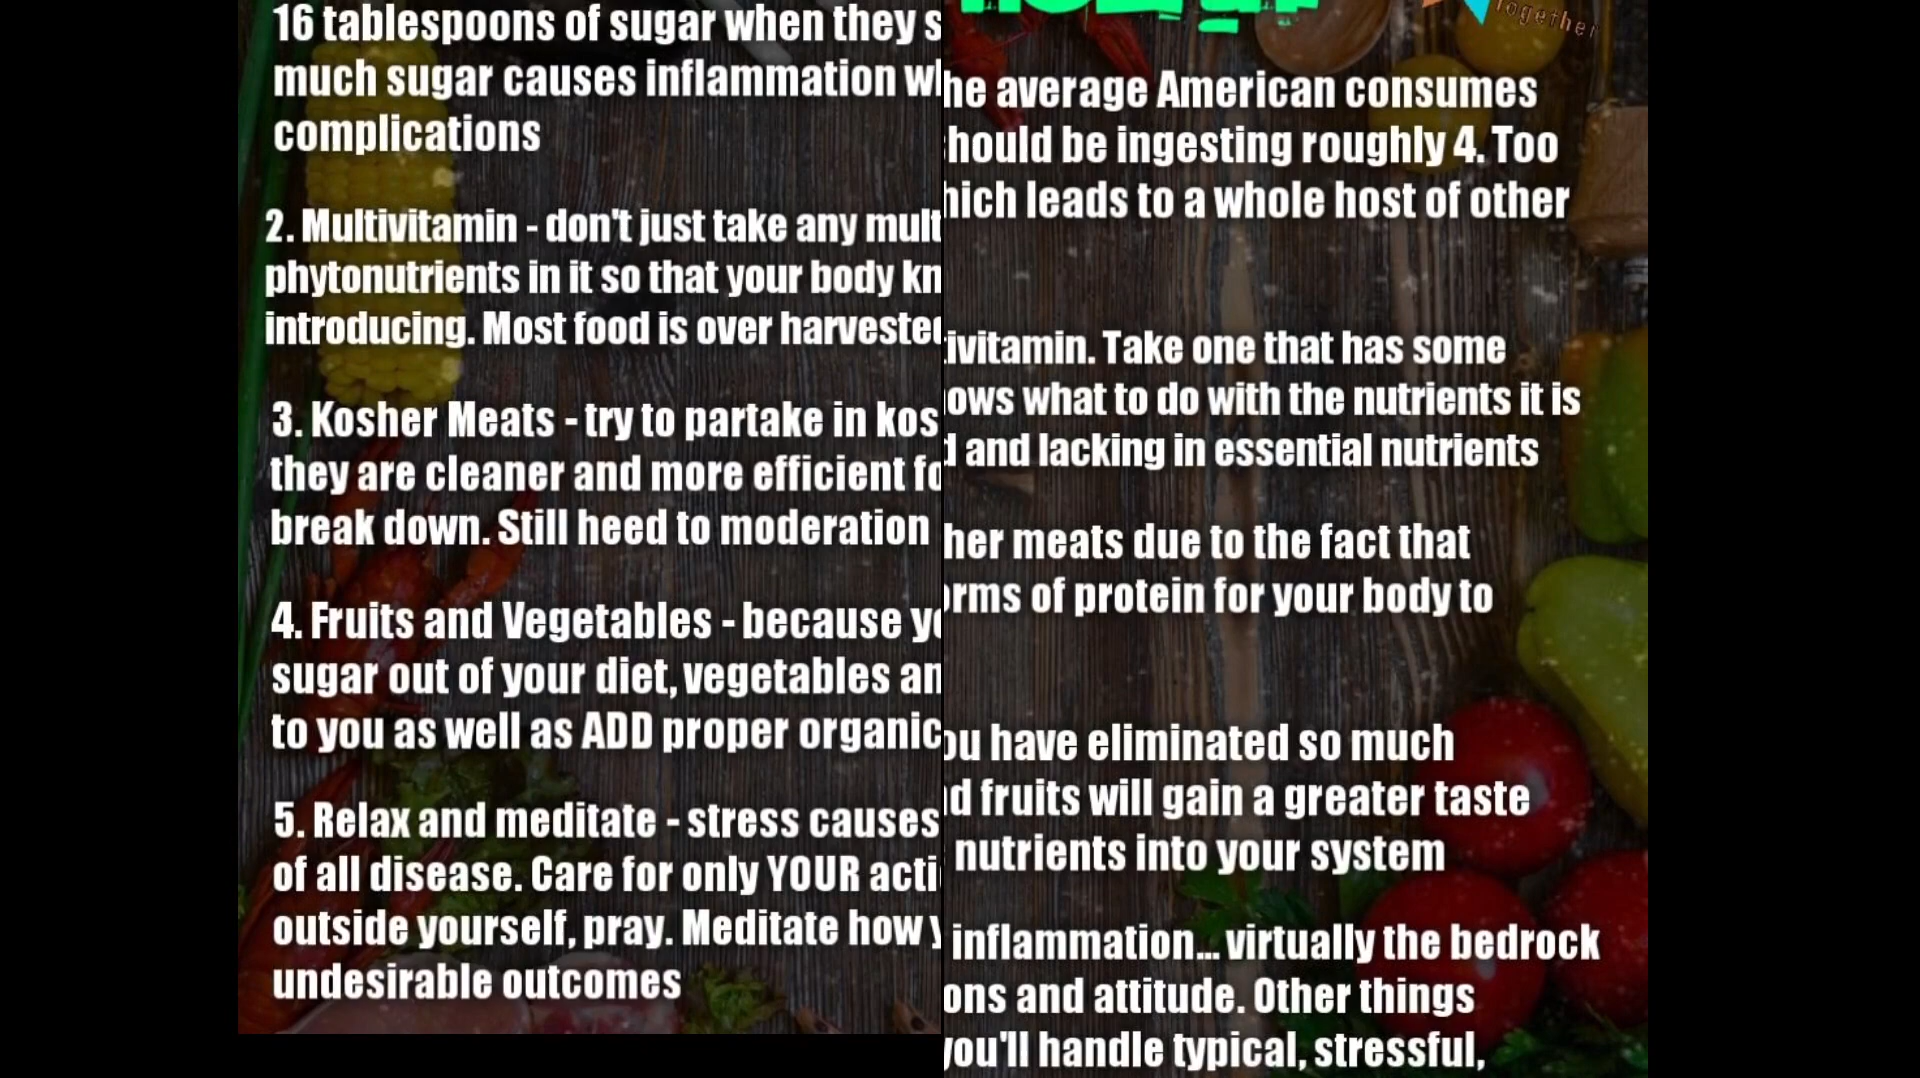 16 tablespoons of sugar when they s
much sugar causes inflammation wh
complications
2. Multivitamin - don't just take any mult
phytonutrients in it so that your body kn
introducing. Most food is over harvested
3. Kosher Meats - try to partake in kos
they are cleaner and more efficient fo
break down. Still heed to moderation
4. Fruits and Vegetables - because yo
sugar out of your diet, vegetables an
to you as well as ADD proper organic
5. Relax and meditate - stress causes
of all disease. Care for only YOUR acti
outside yourself, pray. Meditate how y
undesirable outcomes
Together
he average American consumes
hould be ingesting roughly 4. Too
hich leads to a whole host of other
ivitamin. Take one that has some
ows what to do with the nutrients it is
d and lacking in essential nutrients
her meats due to the fact that
orms of protein for your body to
ou have eliminated so much
nd fruits will gain a greater taste
nutrients into your system
inflammation... virtually the bedrock
ons and attitude. Other things
you'll handle typical, stressful,